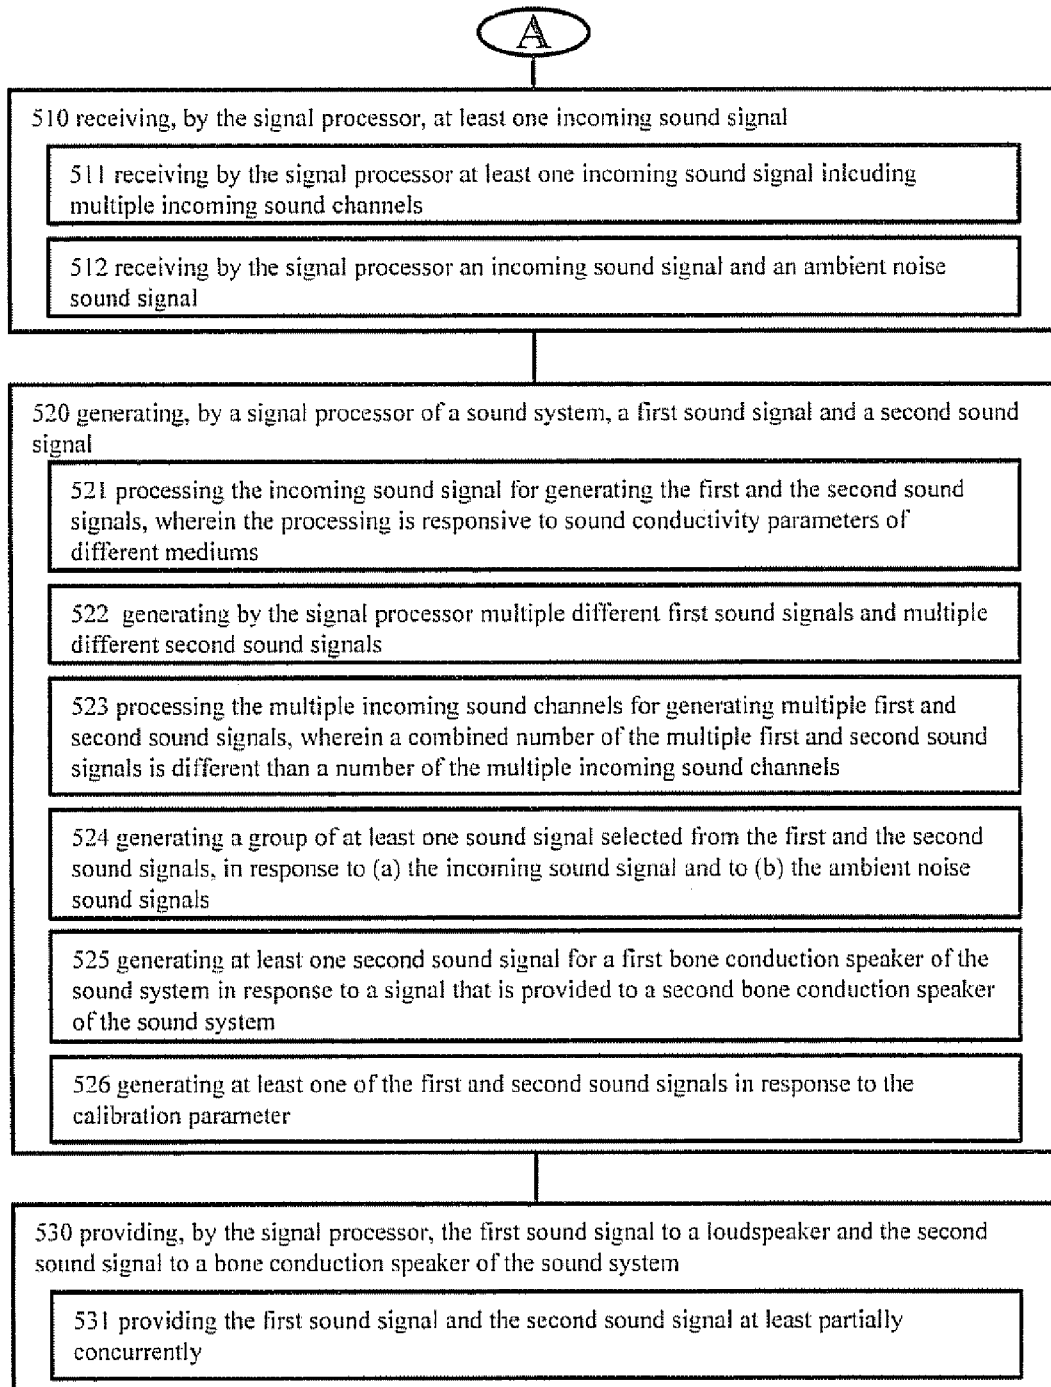 A
510 receiving, by the signal processor, at least one incoming sound signal
511 receiving by the signal processor at least one incoming sound signal inlcuding
multiple incoming sound channels
512 receiving by the signal processor an incoming sound signal and an ambient noise
sound signal
520 generating, by a signal processor of a sound system, a first sound signal and a second sound
signal
521 processing the incoming sound signal for generating the first and the second sound
signals, wherein the processing is responsive to sound conductivity parameters of
different mediums
522 generating by the signal processor multiple different first sound signals and multiple
different second sound signals
523 processing the multiple incoming sound channels for generating multiple first and
second sound signals, wherein a combined number of the multiple first and second sound
signals is different than a number of the multiple incoming sound channels
524 generating a group of at least one sound signal selected from the first and the second
sound signals, in response to (a) the incoming sound signal and to (b) the ambient noise
sound signals
525 generating at least one second sound signal for a first bone conduction speaker of the
sound system in response to a signal that is provided to a second bone conduction speaker
of the sound system
526 generating at least one of the first and second sound signals in response to the
calibration parameter
530 providing, by the signal processor, the first sound signal to a loudspeaker and the second
sound signal to a bone conduction speaker of the sound system
531 providing the first sound signal and the second sound signal at least partially
concurrently